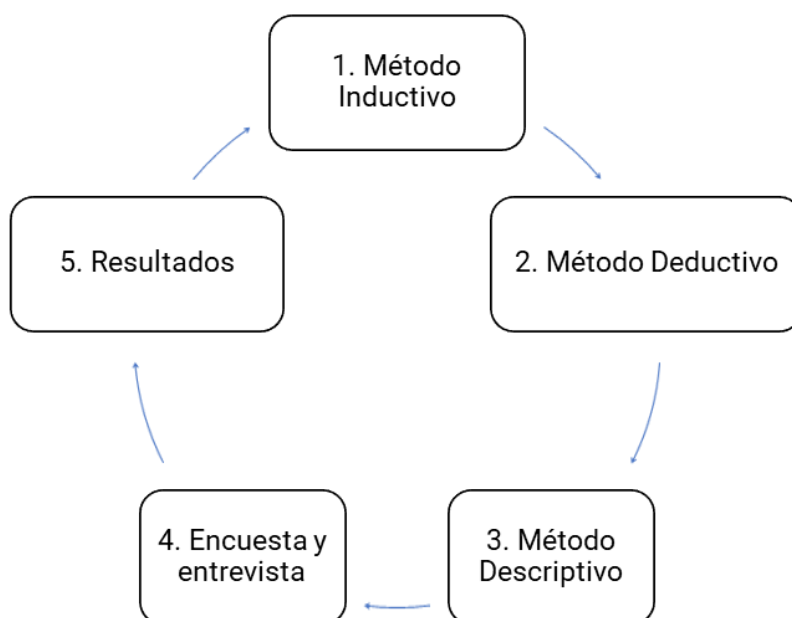 1. Método
Inductivo
2. Método Deductivo
3. Método
Descriptivo
4. Encuesta y
entrevista
5. Resultados